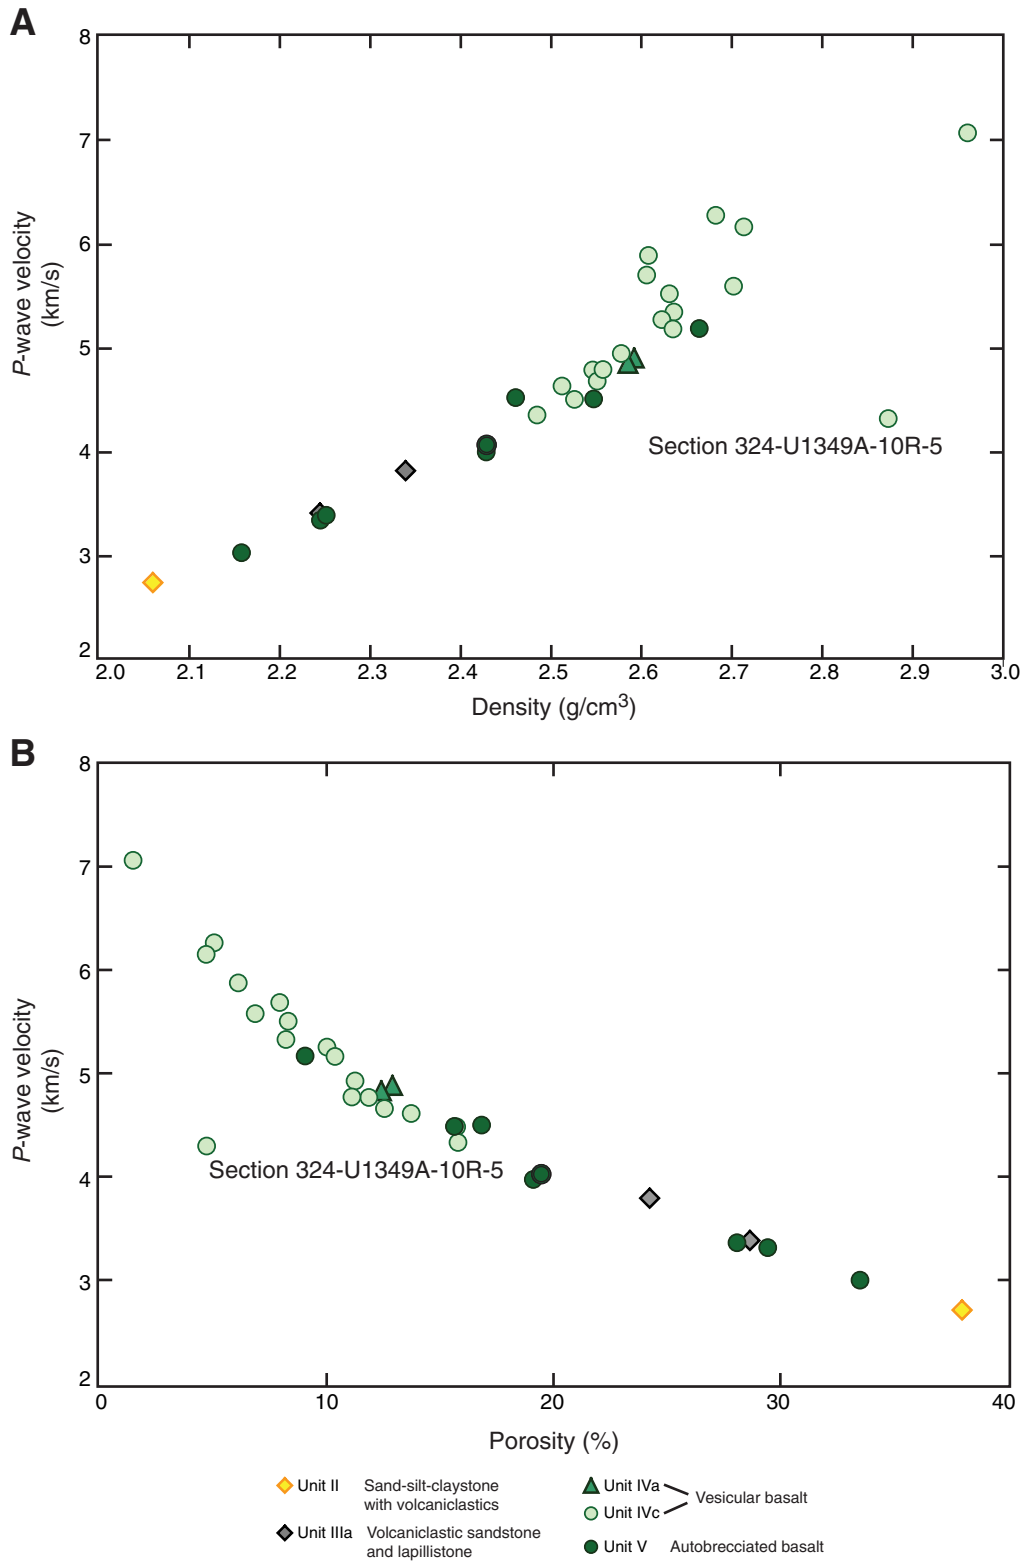 A
8
7
6
5
4
3
2
P-wave velocity
(km/s)
Section 324-U1349A-10R-5
2.0 2.1 2.2 2.3 2.4 2.5 2.6 2.7 2.8 2.9 3.0
Density (g/cm3)
B
8
7
6
5
4
3
2
P-wave velocity
(km/s)
Section 324-U1349A-10R-5
0 10 20 30 40
Porosity (%)
Unit II Sand-silt-claystone
with volcaniclastics
Unit IIIa Volcaniclastic sandstone
and lapillistone
Unit IVa
Unit IVc
Vesicular basalt
Unit V Autobrecciated basalt